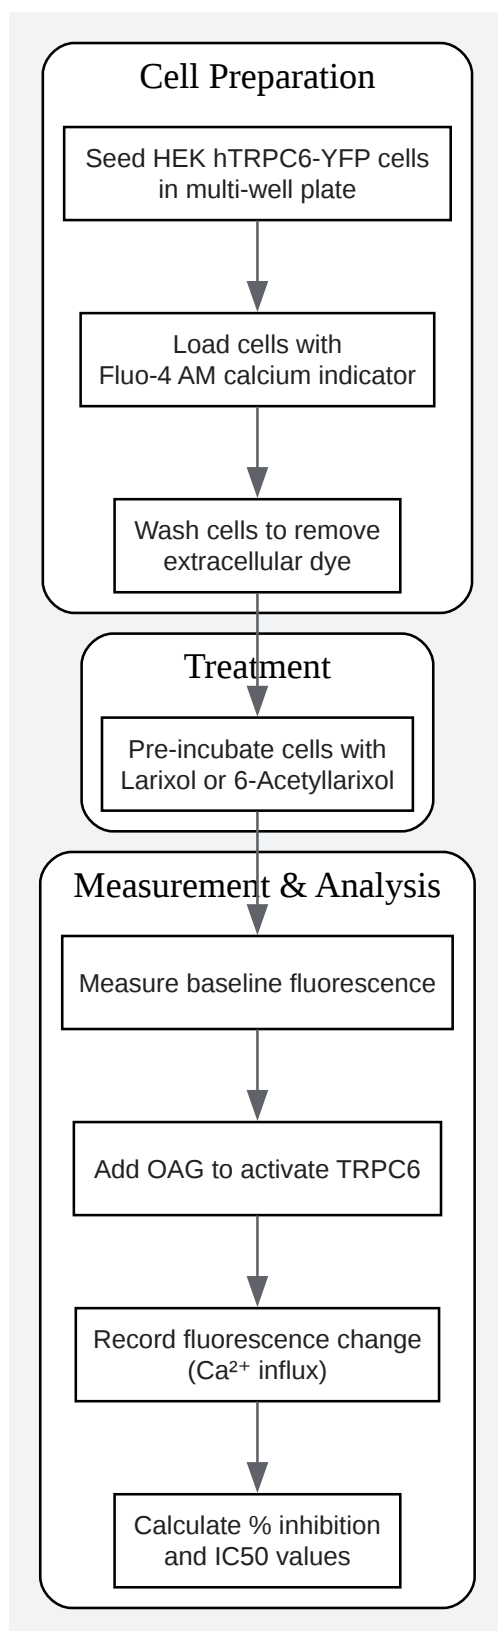 Cell Preparation
Seed HEK hTRPC6-YFP cells
in multi-well plate
Load cells with
Fluo-4 AM calcium indicator
Wash cells to remove
extracellular dye
Treatment
Pre-incubate cells with
Larixol or 6-Acetyllarixol
Measurement & Analysis
Measure baseline fluorescence
Add OAG to activate TRPC6
Record fluorescence change
(Ca²⁺ influx)
Calculate % inhibition
and IC50 values